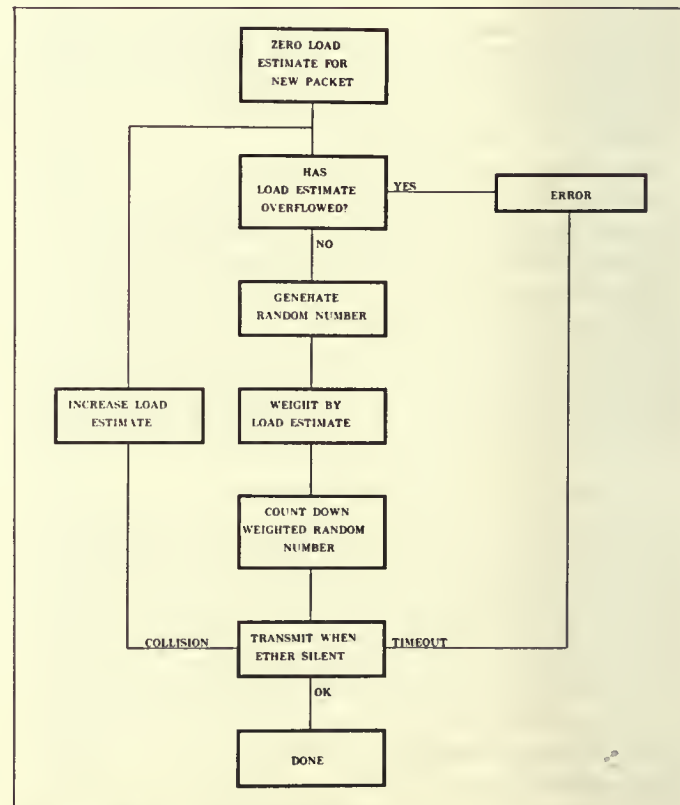 ZERO LOAD
ESTIMATE FOR
NEW PACKET
HAS
LOAD ESTIMATE
OVERFLOWED?
YES
ERROR
NO
GENEHATE
RANDOM NUMBER
INCREASE LOAD
ESTIMATE
WEIGHT BY
LOAD ESTIMATE
COUNT DOWN
WEIGHTED RANDOM
NUMBER
COLLISION
TRANSMIT WHEN
ETHER SILENT
TIMEOUT
OK
DONE